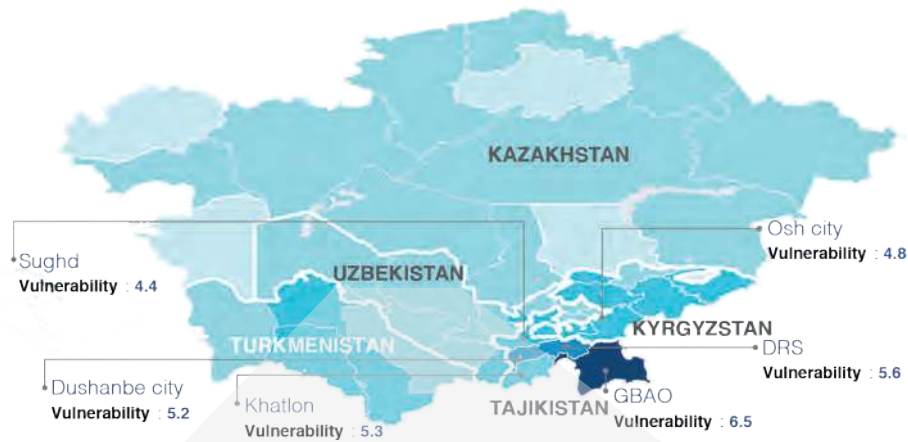 KAZAKHSTAN
Osh city
Vulnerability : 4.8
Sughd
Vulnerability : 4.4
UZBEKISTAN
KYRGYZSTAN
TURKMENISTAN
DRS
Vulnerability : 5.6
Dushanbe city
Vulnerability : 5.2
Khatlon
Vulnerability : 5.3
TAJIKISTAN
GBAO
Vulnerability : 6.5